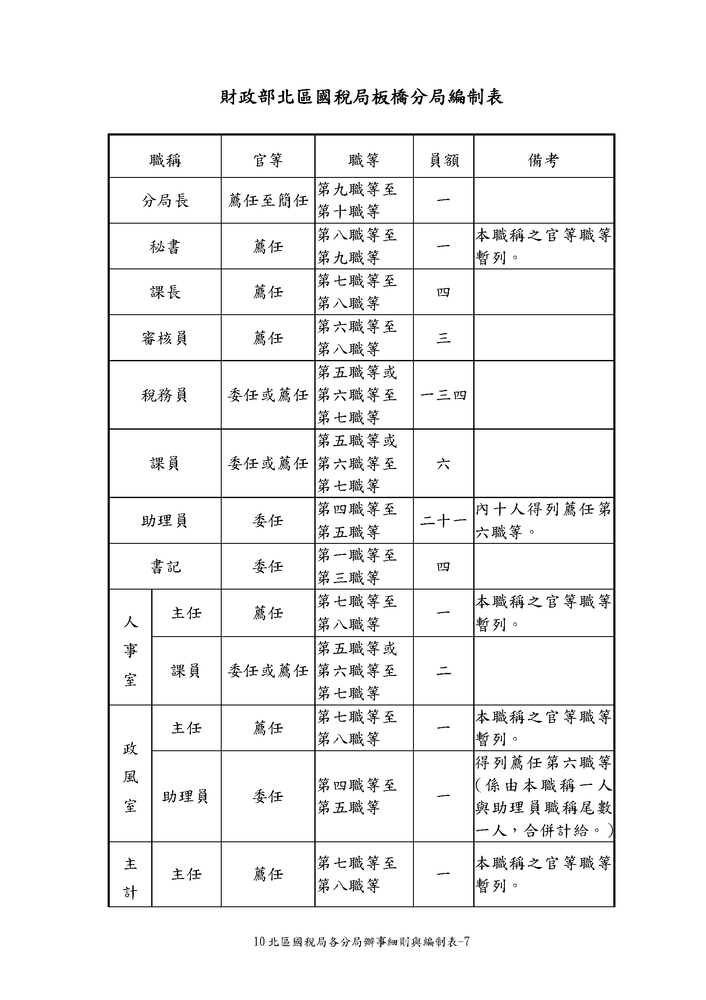 財政部北區國稅局板橋分局編制表
職稱 官等 職等 員額 備考
分局長 薦任至簡任 第九職等至
第十職等 一
秘書 薦任 第八職等至
第九職等 一 本職稱之官等職等
暫列。
課長 薦任 第七職等至
第八職等 四
審核員 薦任 第六職等至
第八職等 三
稅務員 委任或薦任 第五職等或
第六職等至
第七職等 一三四
課員 委任或薦任 第五職等或
第六職等至
第七職等 六
助理員 委任 第四職等至
第五職等 二十一 內十人得列薦任第
六職等。
書記 委任 第一職等至
第三職等 四
人
事
室
主任 薦任 第七職等至
第八職等 一 本職稱之官等職等
暫列。
課員 委任或薦任 第五職等或
第六職等至
第七職等 二
政
風
室
主任 薦任 第七職等至
第八職等 一 本職稱之官等職等
暫列。
助理員 委任 第四職等至
第五職等 一 得列薦任第六職等
(係由本職稱一人
與助理員職稱尾數
一人，合併計給。)
主
計
主任 薦任 第七職等至
第八職等 一 本職稱之官等職等
暫列。
10 北區國稅局各分局辦事細則與編制表-7